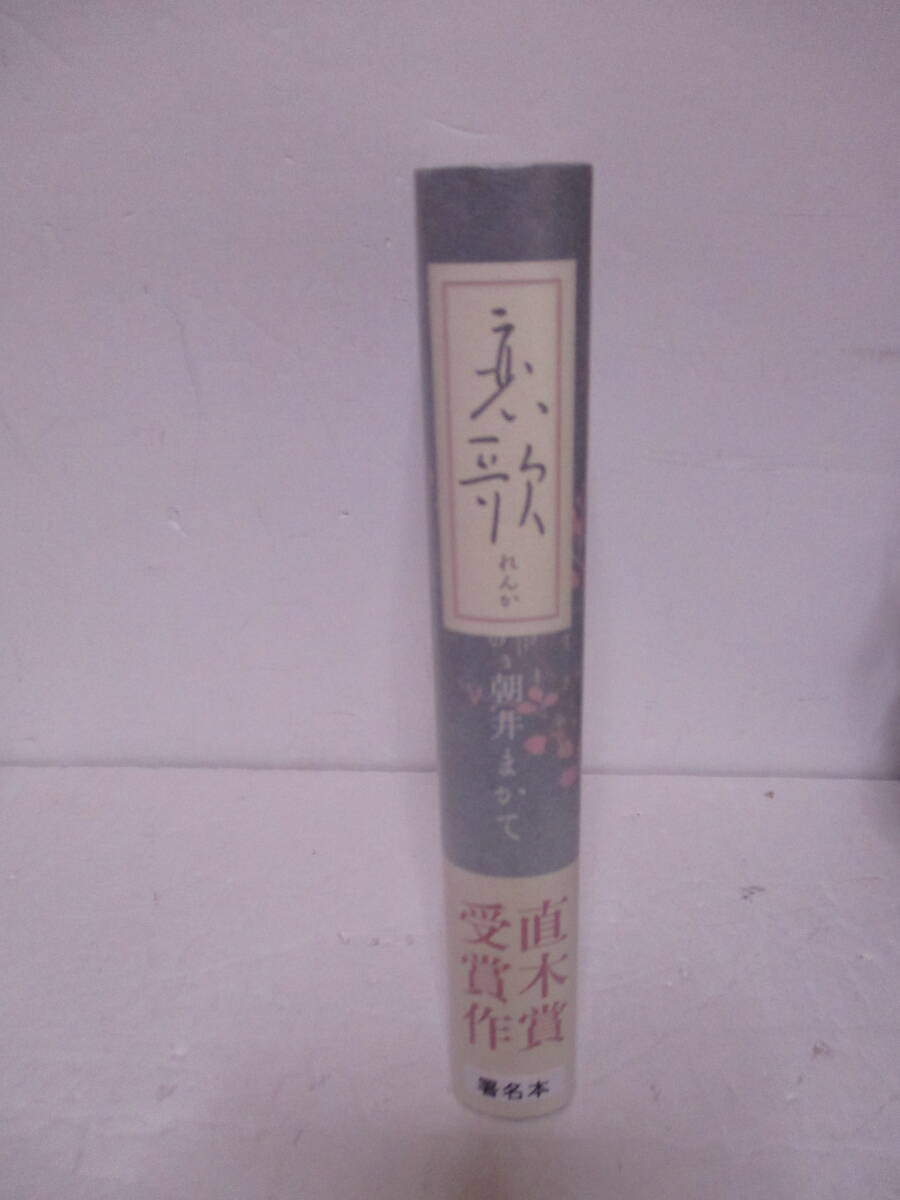 恋歌
れんか
朝井まかて
直木賞
受賞作
署名本